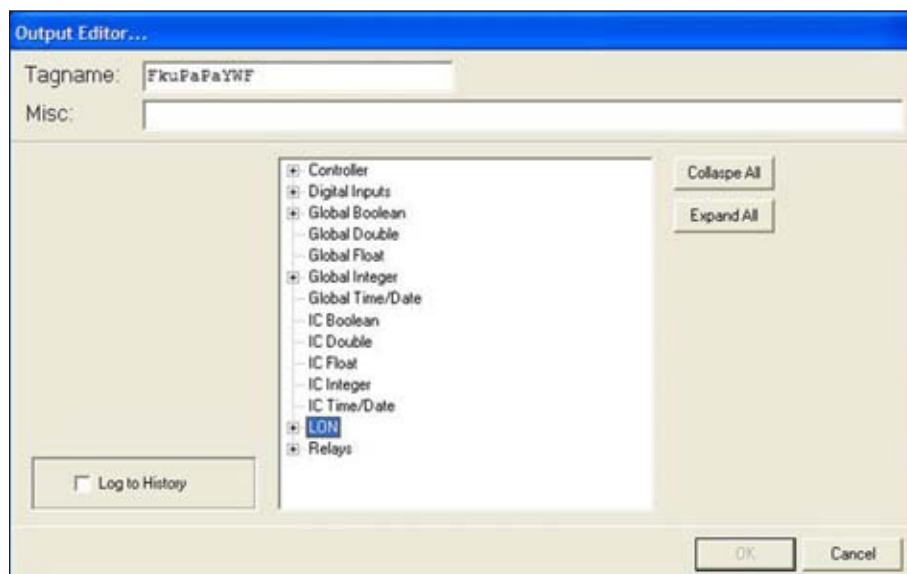 Output Editor...
Tagname: FkuPaPaYWF
Misc:
Controller
Digital Inputs
Global Boolean
Global Double
Global Float
Global Integer
Global Time/Date
IC Boolean
IC Double
IC Float
IC Integer
IC Time/Date
LON
Relays
Collaspe All
Expand All
Log to History
OK
Cancel